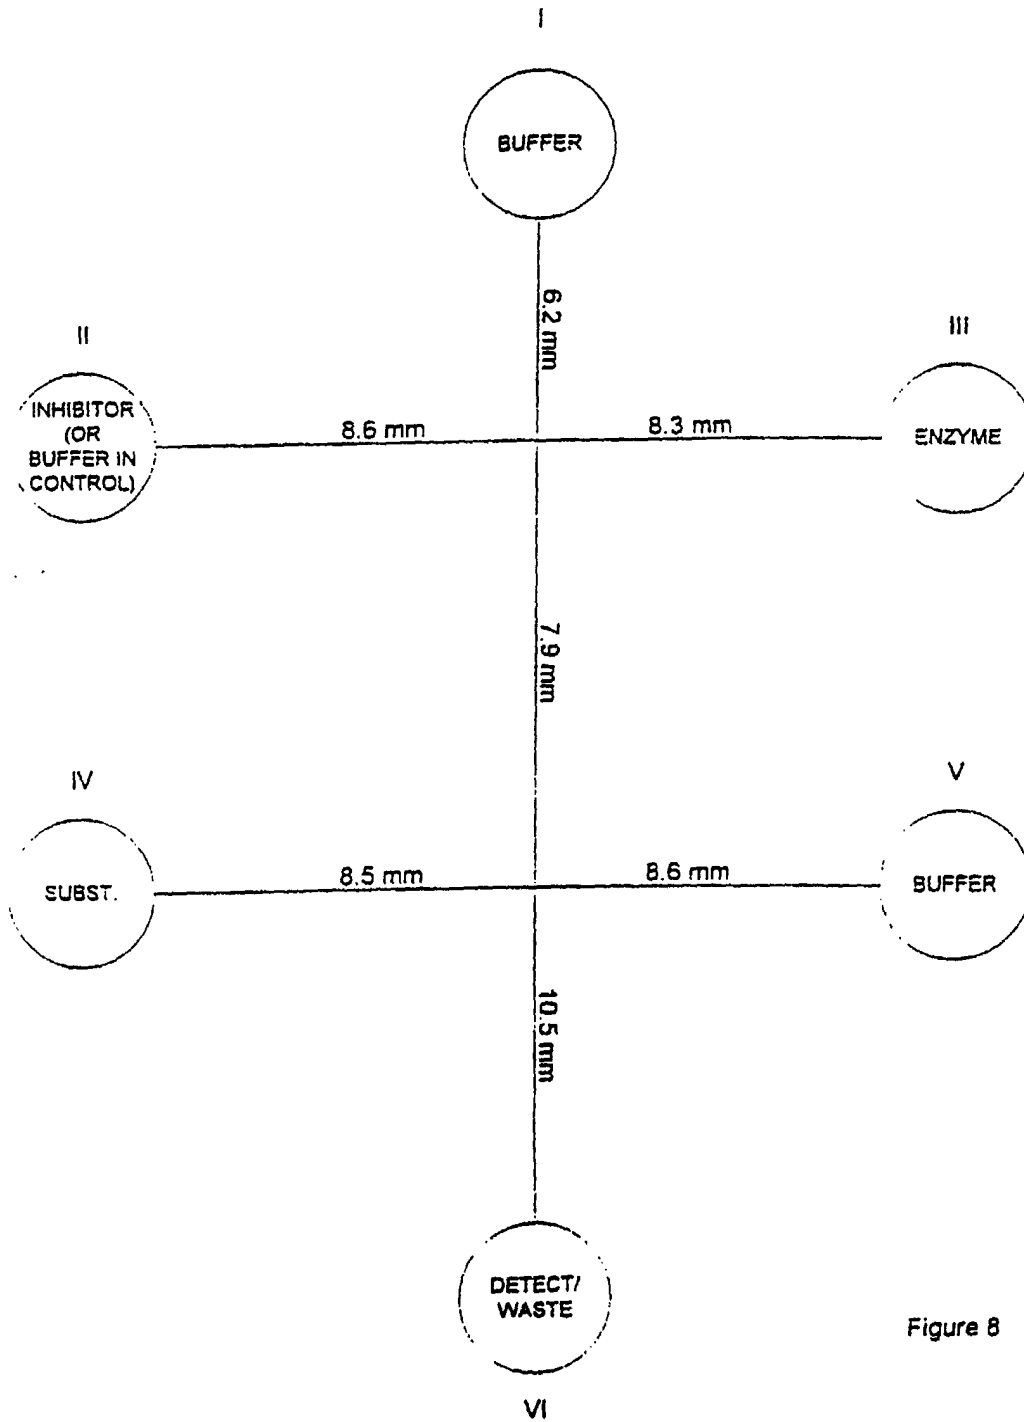 I
BUFFER
6.2 mm
II
III
INHIBITOR
(OR
BUFFER IN
CONTROL)
8.6 mm
8.3 mm
ENZYME
7.9 mm
IV
V
SUBST.
8.5 mm
8.6 mm
BUFFER
10.5 mm
DETECT/
WASTE
Figure 8
VI